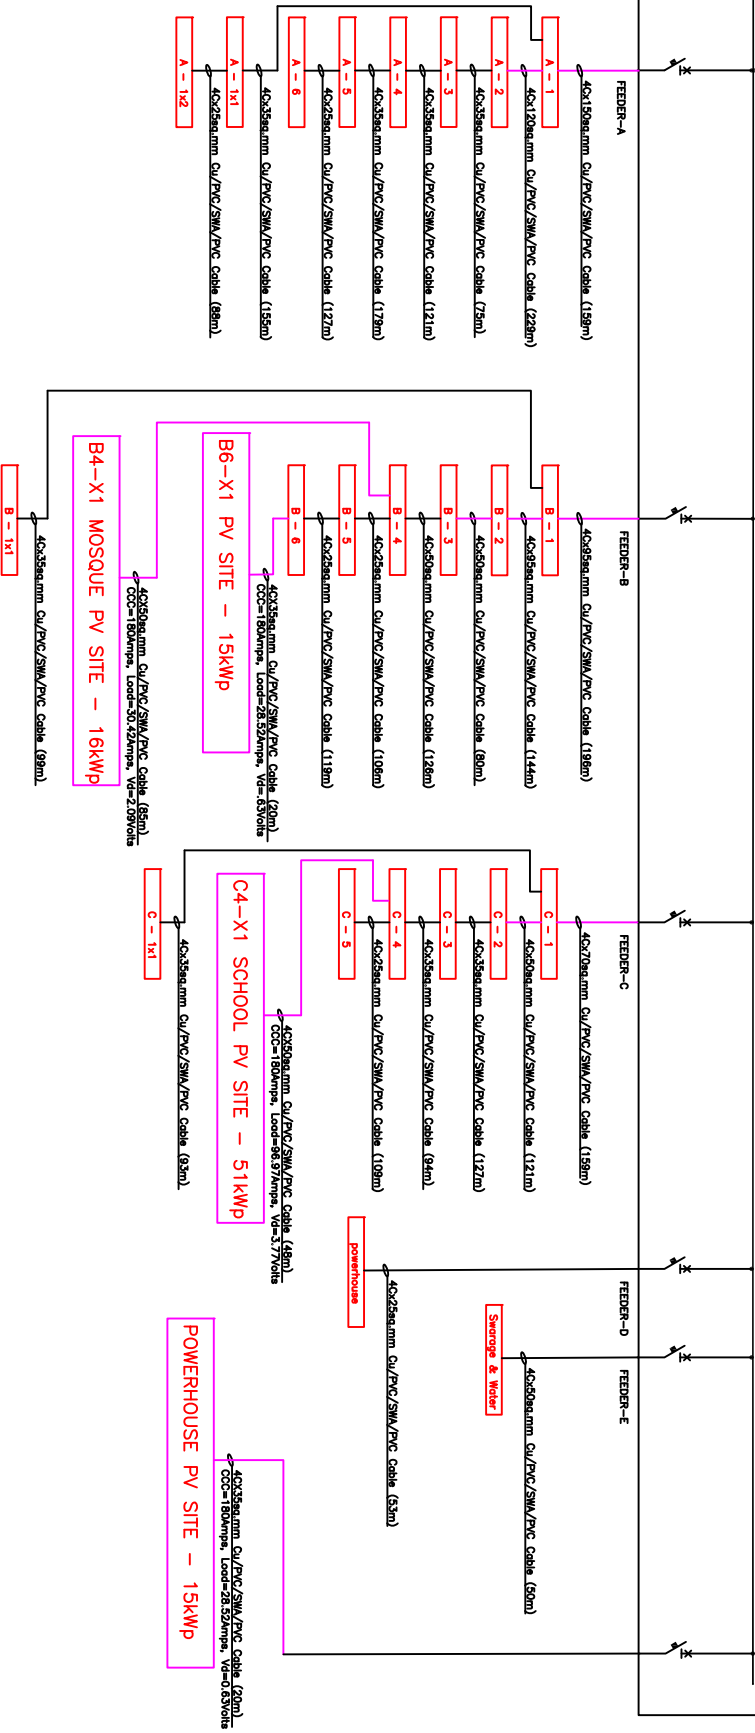 FEEDER-A
4Cx150sq.mm Cu/PVC/SWA/PVC Cable (159m)
A - 1
4Cx120sq.mm Cu/PVC/SWA/PVC Cable (229m)
A - 2
4Cx35sq.mm Cu/PVC/SWA/PVC Cable (75m)
A - 3
4Cx35sq.mm Cu/PVC/SWA/PVC Cable (121m)
A - 4
4Cx35sq.mm Cu/PVC/SWA/PVC Cable (179m)
A - 5
4Cx25sq.mm Cu/PVC/SWA/PVC Cable (127m)
A - 6
4Cx35sq.mm Cu/PVC/SWA/PVC Cable (155m)
A - 1x1
4Cx25sq.mm Cu/PVC/SWA/PVC Cable (88m)
A - 1x2
FEEDER-B
4Cx95sq.mm Cu/PVC/SWA/PVC Cable (196m)
B - 1
4Cx95sq.mm Cu/PVC/SWA/PVC Cable (144m)
B - 2
4Cx50sq.mm Cu/PVC/SWA/PVC Cable (80m)
B - 3
4Cx50sq.mm Cu/PVC/SWA/PVC Cable (126m)
B - 4
4Cx25sq.mm Cu/PVC/SWA/PVC Cable (106m)
B - 5
4Cx25sq.mm Cu/PVC/SWA/PVC Cable (119m)
B - 6
4CX35sq.mm Cu/PVC/SWA/PVC Cable (20m)
CCC=180Amps, Load=28.52Amps, Vd=.63Volts
B6-X1 PV SITE - 15kWp
4CX50sq.mm Cu/PVC/SWA/PVC Cable (85m)
CCC=180Amps, Load=30.42Amps, Vd=2.09Volts
B4-X1 MOSQUE PV SITE - 16kWp
4Cx35sq.mm Cu/PVC/SWA/PVC Cable (99m)
B - 1x1
FEEDER-C
4Cx70sq.mm Cu/PVC/SWA/PVC Cable (159m)
C - 1
4Cx50sq.mm Cu/PVC/SWA/PVC Cable (121m)
C - 2
4Cx35sq.mm Cu/PVC/SWA/PVC Cable (127m)
C - 3
4Cx35sq.mm Cu/PVC/SWA/PVC Cable (94m)
C - 4
4Cx25sq.mm Cu/PVC/SWA/PVC Cable (109m)
C - 5
4CX50sq.mm Cu/PVC/SWA/PVC Cable (48m)
CCC=180Amps, Load=96.97Amps, Vd=3.77Volts
C4-X1 SCHOOL PV SITE - 51kWp
4Cx35sq.mm Cu/PVC/SWA/PVC Cable (93m)
C - 1x1
FEEDER-D
4Cx25sq.mm Cu/PVC/SWA/PVC Cable (53m)
powerhouse
FEEDER-E
4Cx50sq.mm Cu/PVC/SWA/PVC Cable (50m)
Swarage & Water
4CX35sq.mm Cu/PVC/SWA/PVC Cable (20m)
CCC=180Amps, Load=28.52Amps, Vd=0.63Volts
POWERHOUSE PV SITE - 15kWp